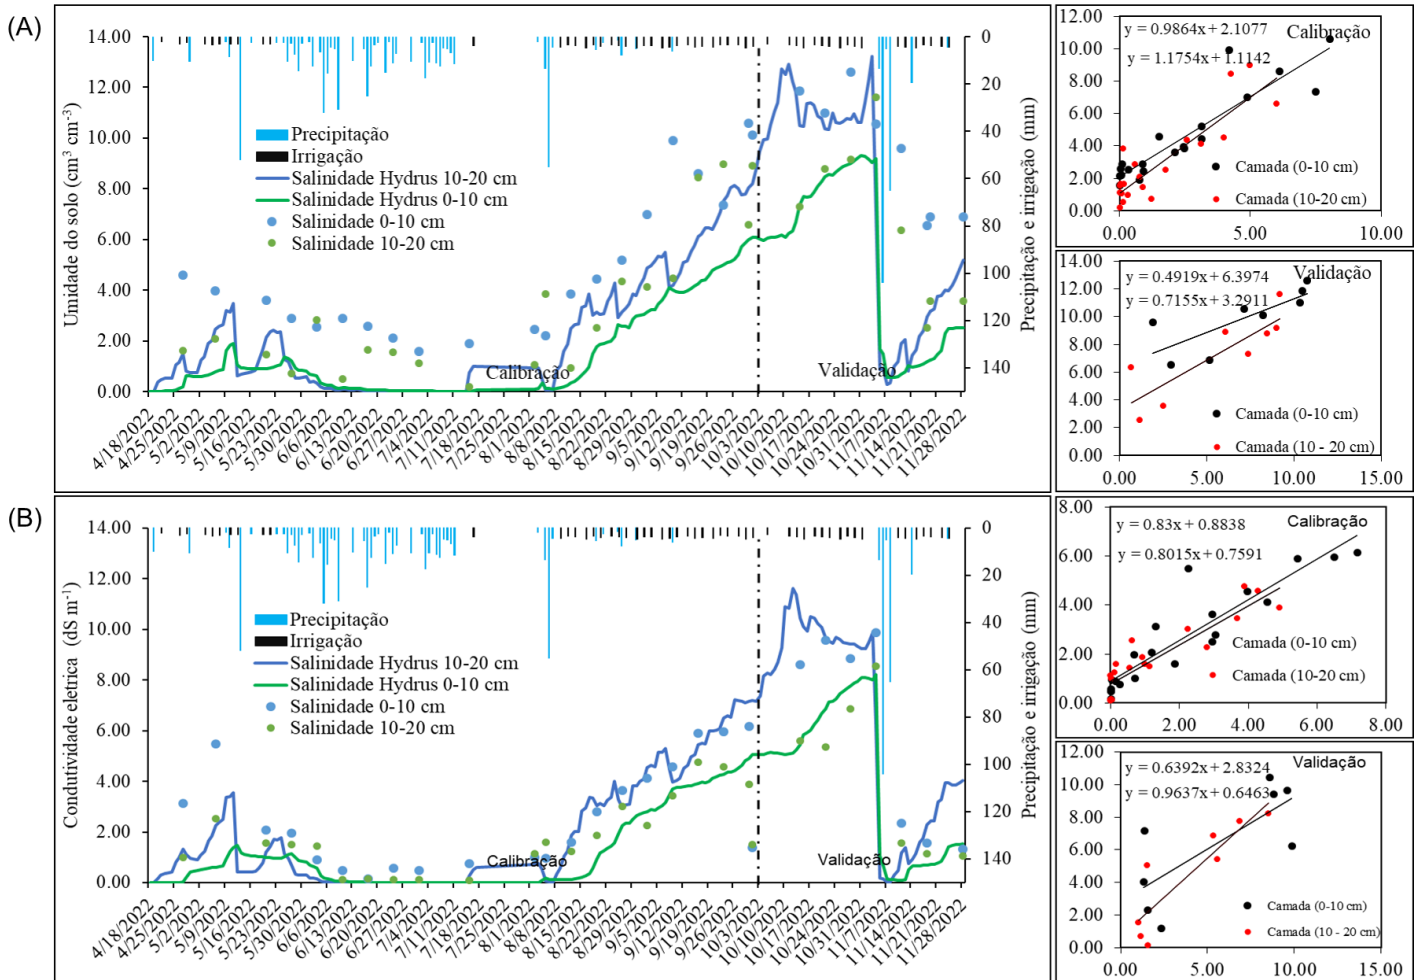 (A)
14.00
12.00
10.00
8.00
6.00
4.00
2.00
0.00
Umidade do solo (cm³ cm⁻³)
Precipitação
Irrigação
Salinidade Hydrus 10-20 cm
Salinidade Hydrus 0-10 cm
Salinidade 0-10 cm
Salinidade 10-20 cm
Calibração
Validação
0
20
40
60
80
100
120
140
Precipitação e irrigação (mm)
4/18/2022
4/25/2022
5/2/2022
5/9/2022
5/16/2022
5/23/2022
5/30/2022
6/6/2022
6/13/2022
6/20/2022
6/27/2022
7/4/2022
7/11/2022
7/18/2022
7/25/2022
8/1/2022
8/8/2022
8/15/2022
8/22/2022
8/29/2022
9/5/2022
9/12/2022
9/19/2022
9/26/2022
10/3/2022
10/10/2022
10/17/2022
10/24/2022
10/31/2022
11/7/2022
11/14/2022
11/21/2022
11/28/2022
12.00
10.00
8.00
6.00
4.00
2.00
0.00
y = 0.9864x + 2.1077
Calibração
y = 1.1754x + 1.1142
Camada (0-10 cm)
Camada (10-20 cm)
0.00 5.00 10.00
14.00
12.00
10.00
8.00
6.00
4.00
2.00
0.00
y = 0.4919x + 6.3974
Validação
y = 0.7155x + 3.2911
Camada (0-10 cm)
Camada (10 - 20 cm)
0.00 5.00 10.00 15.00
(B)
14.00
12.00
10.00
8.00
6.00
4.00
2.00
0.00
Condutividade eletrica (dS m⁻¹)
Precipitação
Irrigação
Salinidade Hydrus 10-20 cm
Salinidade Hydrus 0-10 cm
Salinidade 0-10 cm
Salinidade 10-20 cm
Calibração
Validação
0
20
40
60
80
100
120
140
Precipitação e irrigação (mm)
4/18/2022
4/25/2022
5/2/2022
5/9/2022
5/16/2022
5/23/2022
5/30/2022
6/6/2022
6/13/2022
6/20/2022
6/27/2022
7/4/2022
7/11/2022
7/18/2022
7/25/2022
8/1/2022
8/8/2022
8/15/2022
8/22/2022
8/29/2022
9/5/2022
9/12/2022
9/19/2022
9/26/2022
10/3/2022
10/10/2022
10/17/2022
10/24/2022
10/31/2022
11/7/2022
11/14/2022
11/21/2022
11/28/2022
8.00
6.00
4.00
2.00
0.00
y = 0.83x + 0.8838
Calibração
y = 0.8015x + 0.7591
Camada (0-10 cm)
Camada (10-20 cm)
0.00 2.00 4.00 6.00 8.00
12.00
10.00
8.00
6.00
4.00
2.00
0.00
y = 0.6392x + 2.8324
Validação
y = 0.9637x + 0.6463
Camada (0-10 cm)
Camada (10 - 20 cm)
0.00 5.00 10.00 15.00